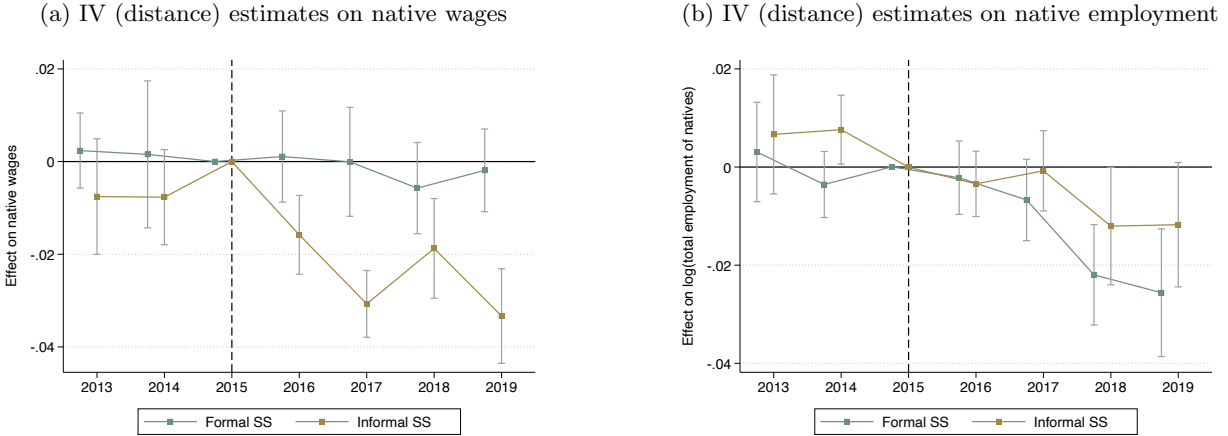 (a) IV (distance) estimates on native wages
Effect on native wages
.02
0
-.02
-.04
2013 2014 2015 2016 2017 2018 2019
Formal SS Informal SS
(b) IV (distance) estimates on native employment
Effect on log(total employment of natives)
.02
0
-.02
-.04
2013 2014 2015 2016 2017 2018 2019
Formal SS Informal SS